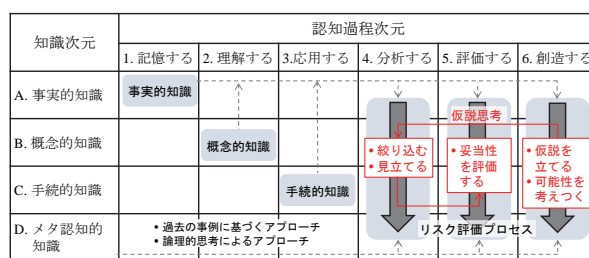 知識次元
認知過程次元
1. 記憶する
2. 理解する
3.応用する
4. 分析する
5. 評価する
6. 創造する
A. 事実的知識
事実的知識
仮説思考
B. 概念的知識
概念的知識
• 絞り込む
• 見立てる
• 妥当性
を評価
する
• 仮説を
立てる
• 可能性を
考えつく
C. 手続的知識
手続的知識
D. メタ認知的
知識
• 過去の事例に基づくアプローチ
• 論理的思考によるアプローチ
リスク評価プロセス